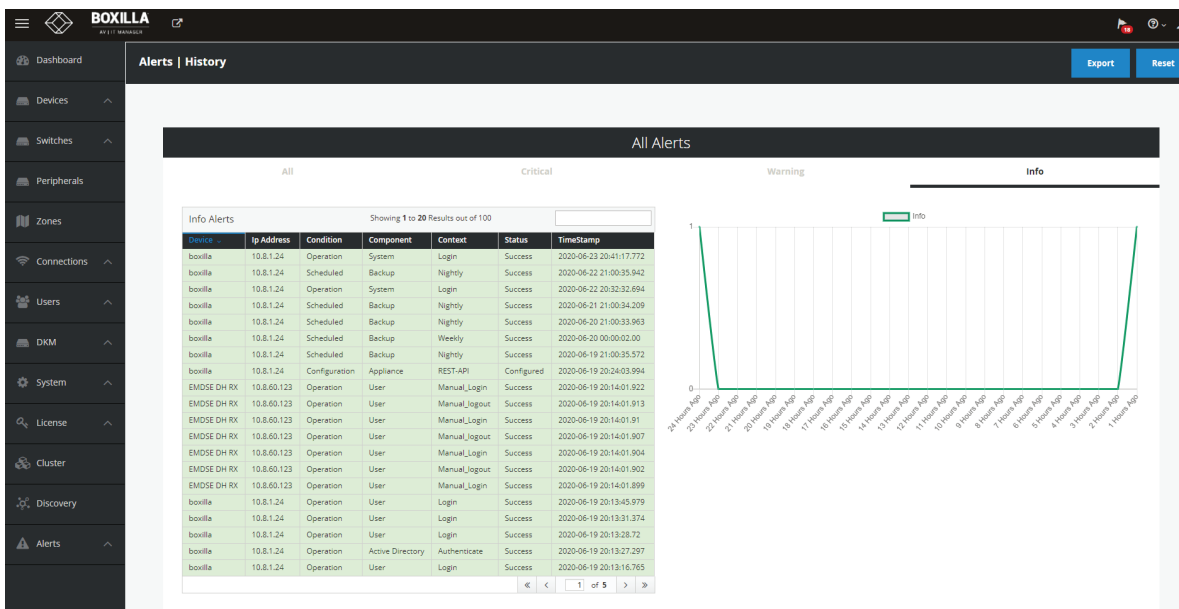 BOXILLA
AV | IT MANAGER
18
Dashboard
Devices
Switches
Peripherals
Zones
Connections
Users
DKM
System
License
Cluster
Discovery
Alerts
Alerts | History
Export
Reset
All Alerts
All Critical Warning Info
Info Alerts Showing 1 to 20 Results out of 100
Device Ip Address Condition Component Context Status TimeStamp
boxilla 10.8.1.24 Operation System Login Success 2020-06-23 20:41:17.772
boxilla 10.8.1.24 Scheduled Backup Nightly Success 2020-06-22 21:00:35.942
boxilla 10.8.1.24 Operation System Login Success 2020-06-22 20:32:32.694
boxilla 10.8.1.24 Scheduled Backup Nightly Success 2020-06-21 21:00:34.209
boxilla 10.8.1.24 Scheduled Backup Nightly Success 2020-06-20 21:00:33.963
boxilla 10.8.1.24 Scheduled Backup Weekly Success 2020-06-20 00:00:02.00
boxilla 10.8.1.24 Scheduled Backup Nightly Success 2020-06-19 21:00:35.572
boxilla 10.8.1.24 Configuration Appliance REST-API Configured 2020-06-19 20:24:03.994
EMDSE DH RX 10.8.60.123 Operation User Manual_Login Success 2020-06-19 20:14:01.922
EMDSE DH RX 10.8.60.123 Operation User Manual_logout Success 2020-06-19 20:14:01.913
EMDSE DH RX 10.8.60.123 Operation User Manual_Login Success 2020-06-19 20:14:01.91
EMDSE DH RX 10.8.60.123 Operation User Manual_logout Success 2020-06-19 20:14:01.907
EMDSE DH RX 10.8.60.123 Operation User Manual_Login Success 2020-06-19 20:14:01.904
EMDSE DH RX 10.8.60.123 Operation User Manual_logout Success 2020-06-19 20:14:01.902
EMDSE DH RX 10.8.60.123 Operation User Manual_Login Success 2020-06-19 20:14:01.899
boxilla 10.8.1.24 Operation User Login Success 2020-06-19 20:13:45.979
boxilla 10.8.1.24 Operation User Login Success 2020-06-19 20:13:31.374
boxilla 10.8.1.24 Operation User Login Success 2020-06-19 20:13:28.72
boxilla 10.8.1.24 Operation Active Directory Authenticate Success 2020-06-19 20:13:27.297
boxilla 10.8.1.24 Operation User Login Success 2020-06-19 20:13:16.765
« < 1 of 5 > »
Info
1
0
24 Hours Ago
23 Hours Ago
22 Hours Ago
21 Hours Ago
20 Hours Ago
19 Hours Ago
18 Hours Ago
17 Hours Ago
16 Hours Ago
15 Hours Ago
14 Hours Ago
13 Hours Ago
12 Hours Ago
11 Hours Ago
10 Hours Ago
9 Hours Ago
8 Hours Ago
7 Hours Ago
6 Hours Ago
5 Hours Ago
4 Hours Ago
3 Hours Ago
2 Hours Ago
1 Hours Ago